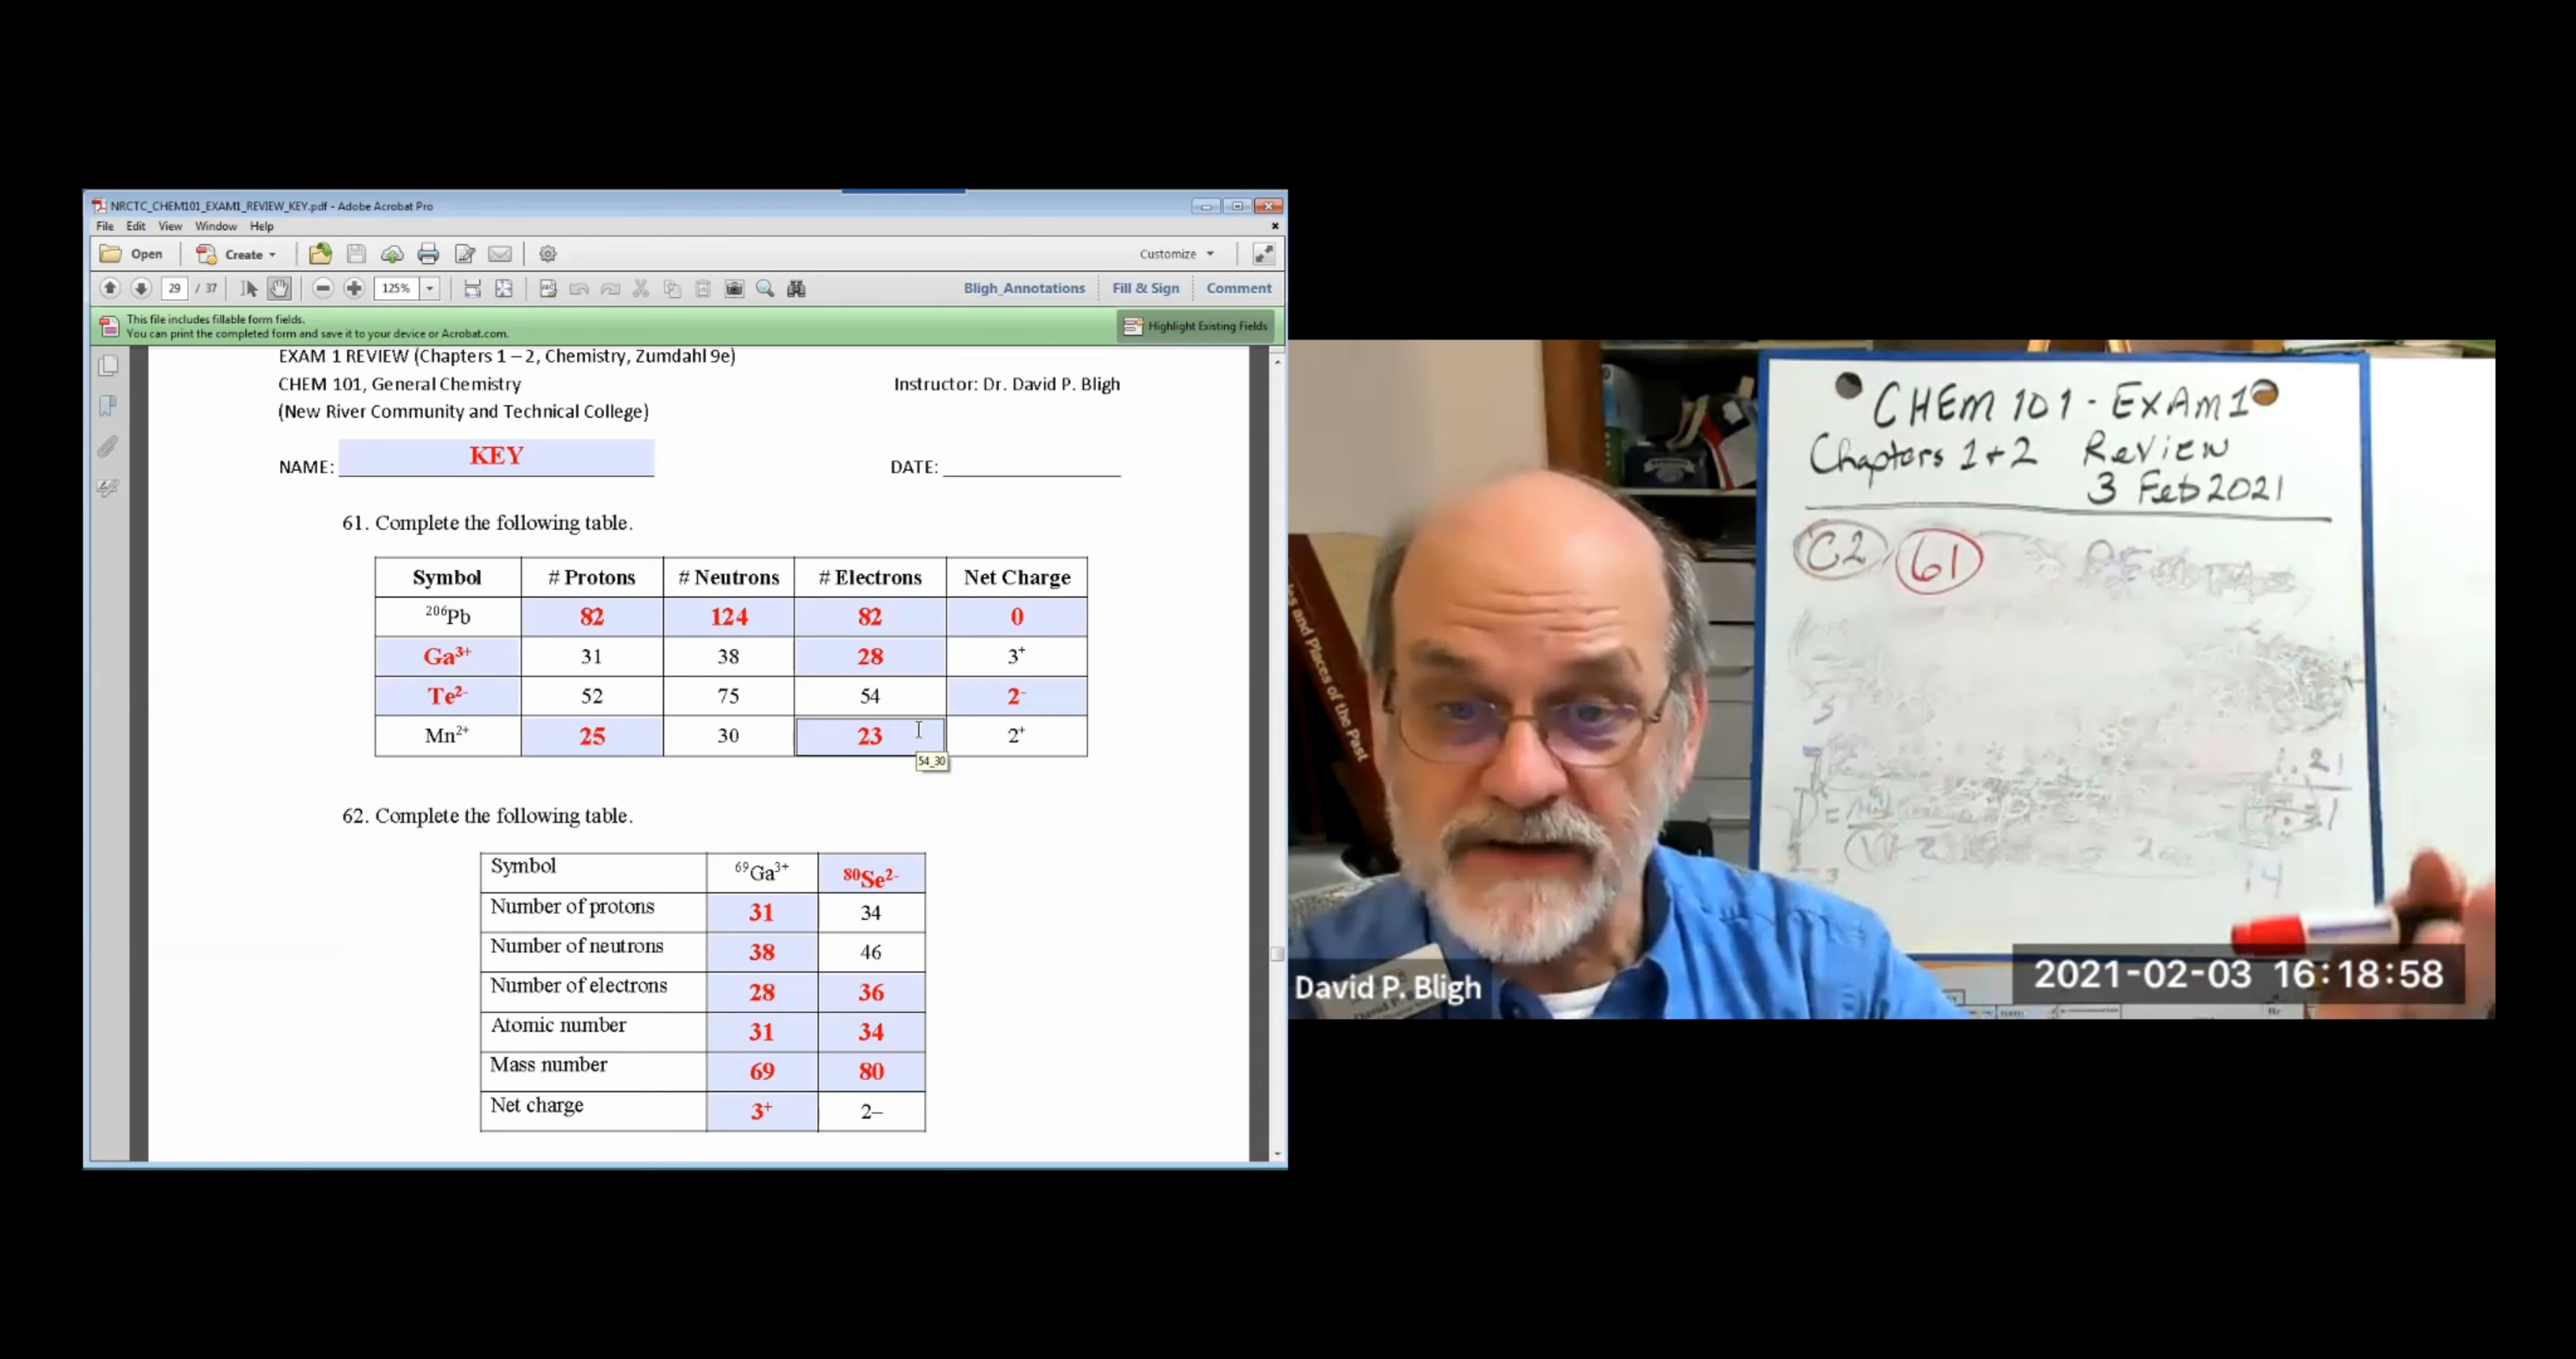 NRCTC_CHEM101_EXAM1_REVIEW_KEY.pdf - Adobe Acrobat Pro
File Edit View Window Help
Open Create Customize
29 / 37 125% Bligh_Annotations Fill & Sign Comment
This file includes fillable form fields.
You can print the completed form and save it to your device or Acrobat.com.
Highlight Existing Fields
EXAM 1 REVIEW (Chapters 1 – 2, Chemistry, Zumdahl 9e)
CHEM 101, General Chemistry Instructor: Dr. David P. Bligh
(New River Community and Technical College)
NAME: KEY DATE:
61. Complete the following table.
Symbol # Protons # Neutrons # Electrons Net Charge
²⁰⁶Pb 82 124 82 0
Ga³⁺ 31 38 28 3⁺
Te²⁻ 52 75 54 2⁻
Mn²⁺ 25 30 23 2⁺
54_30
62. Complete the following table.
Symbol ⁶⁹Ga³⁺ ⁸⁰Se²⁻
Number of protons 31 34
Number of neutrons 38 46
Number of electrons 28 36
Atomic number 31 34
Mass number 69 80
Net charge 3⁺ 2–
CHEM 101 - EXAM 1
Chapters 1 + 2 Review
3 Feb 2021
C2 61
and Places of the Past
David P. Bligh
2021-02-03 16:18:58